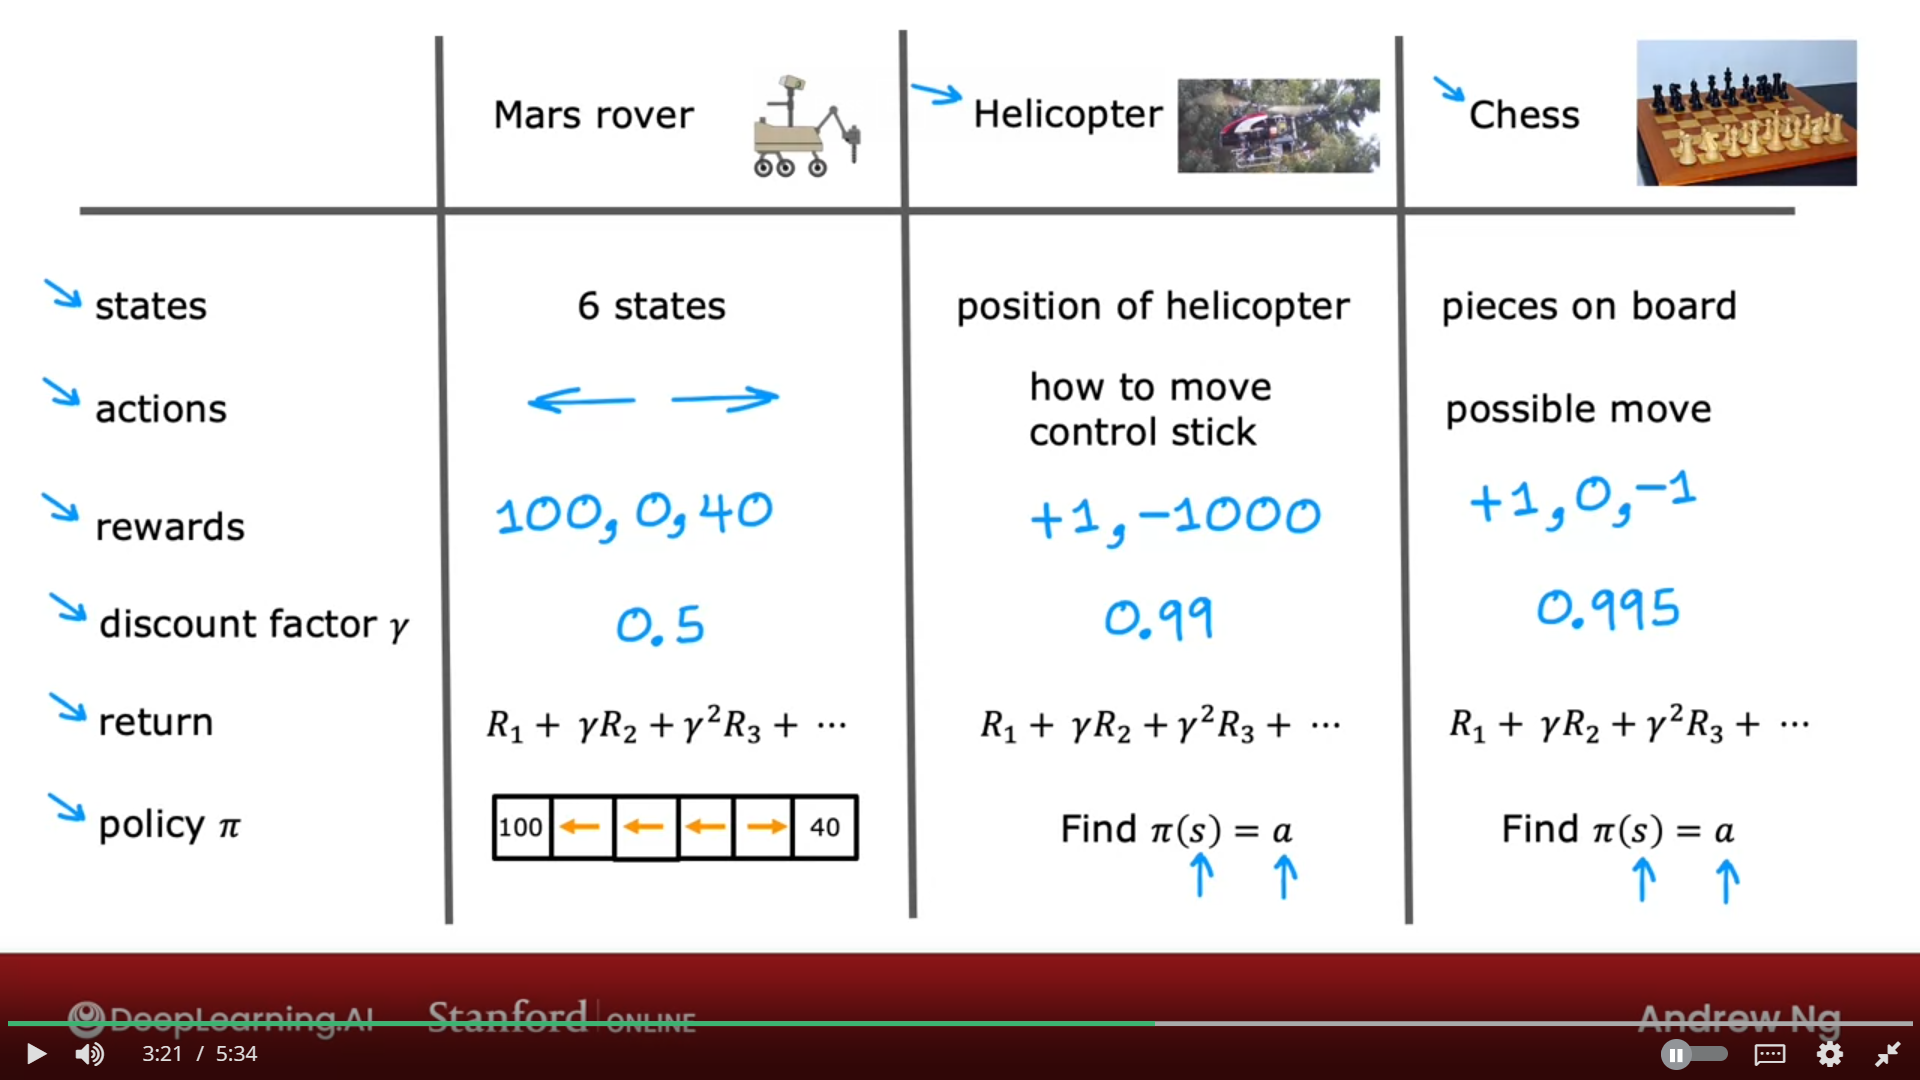 Mars rover Helicopter Chess
states 6 states position of helicopter pieces on board
actions ← → how to move control stick possible move
rewards 100, 0, 40 +1, -1000 +1, 0, -1
discount factor γ 0.5 0.99 0.995
return R₁ + γR₂ + γ²R₃ + ⋯ R₁ + γR₂ + γ²R₃ + ⋯ R₁ + γR₂ + γ²R₃ + ⋯
policy π 100 ← ← ← → 40 Find π(s) = a Find π(s) = a
DeepLearning.AI Stanford | ONLINE Andrew Ng
3:21 / 5:34